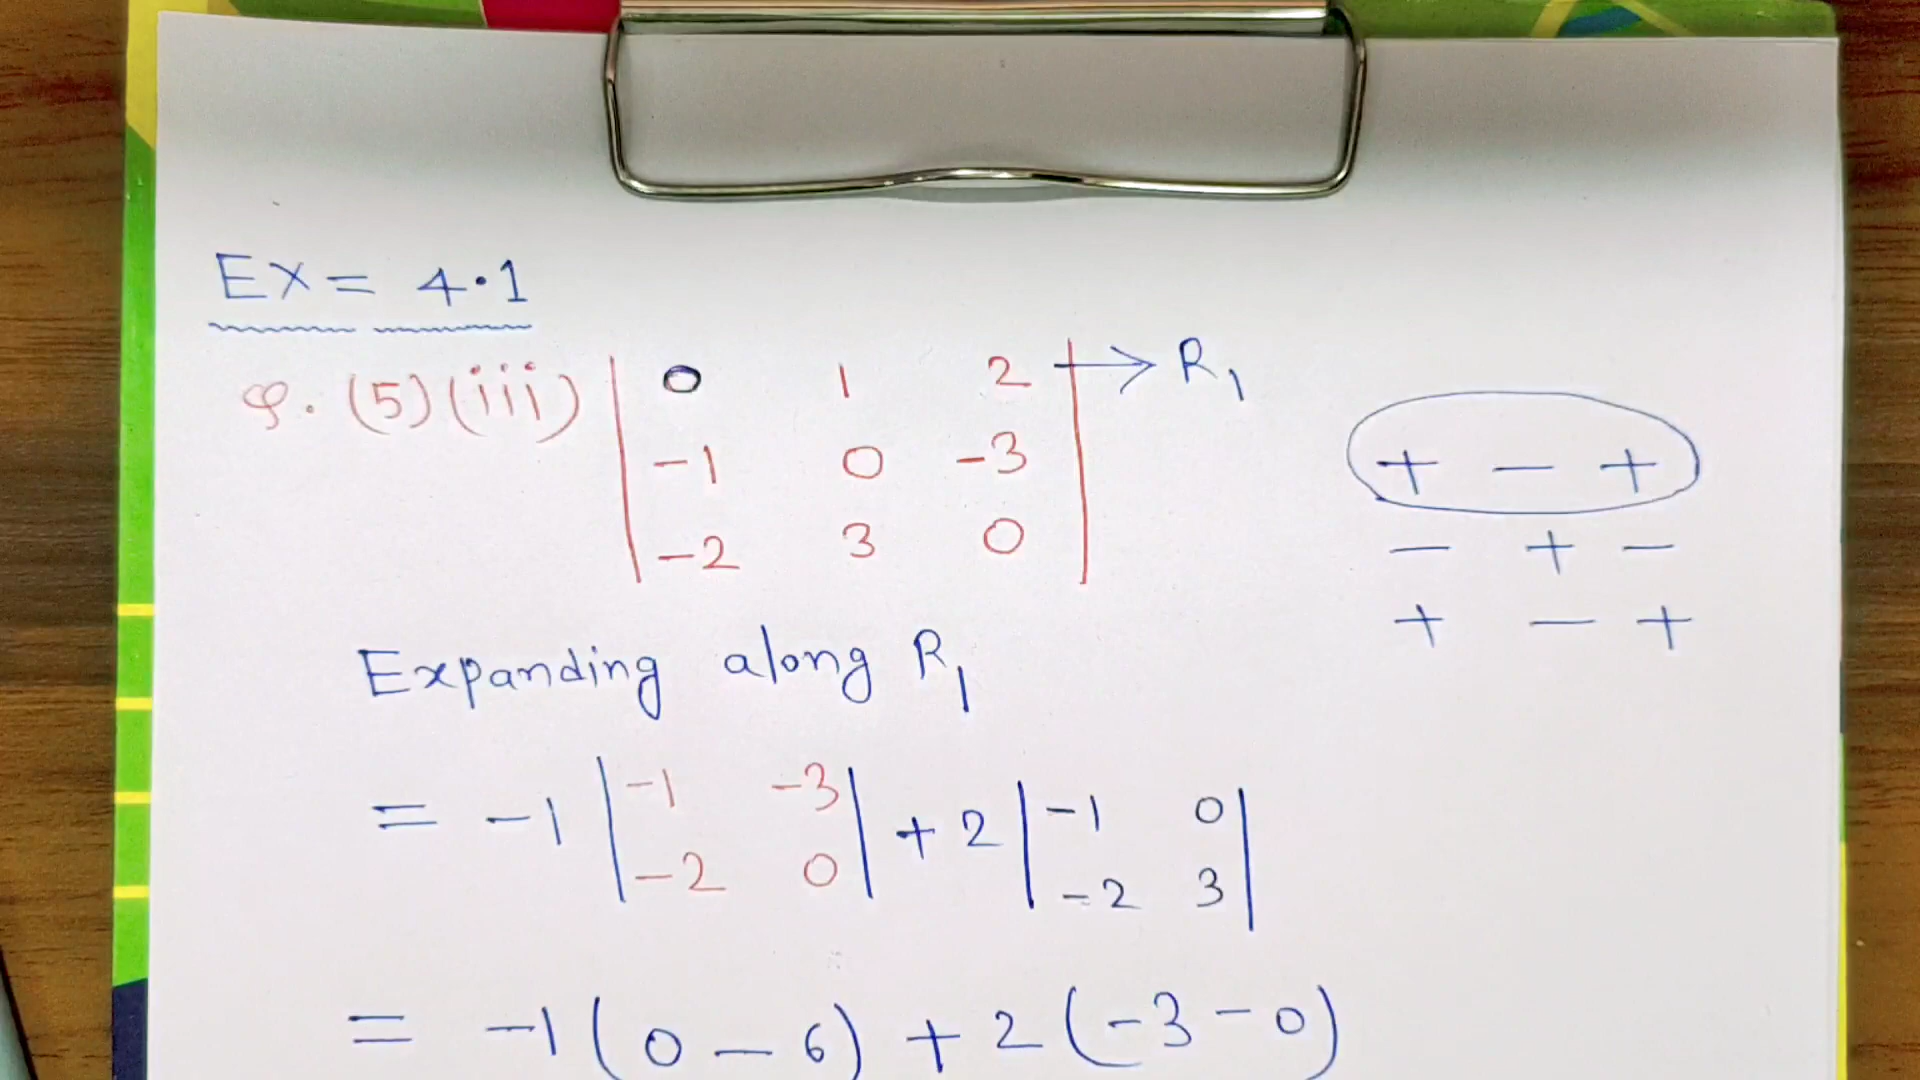 EX = 4.1
Q. (5)(iii) | 0 1 2 | → R₁
| -1 0 -3 |
| -2 3 0 |
+ - +
- + -
+ - +
Expanding along R₁
= -1 | -1 -3 | + 2 | -1 0 |
| -2 0 | | -2 3 |
= -1 (0 - 6) + 2 (-3 - 0)